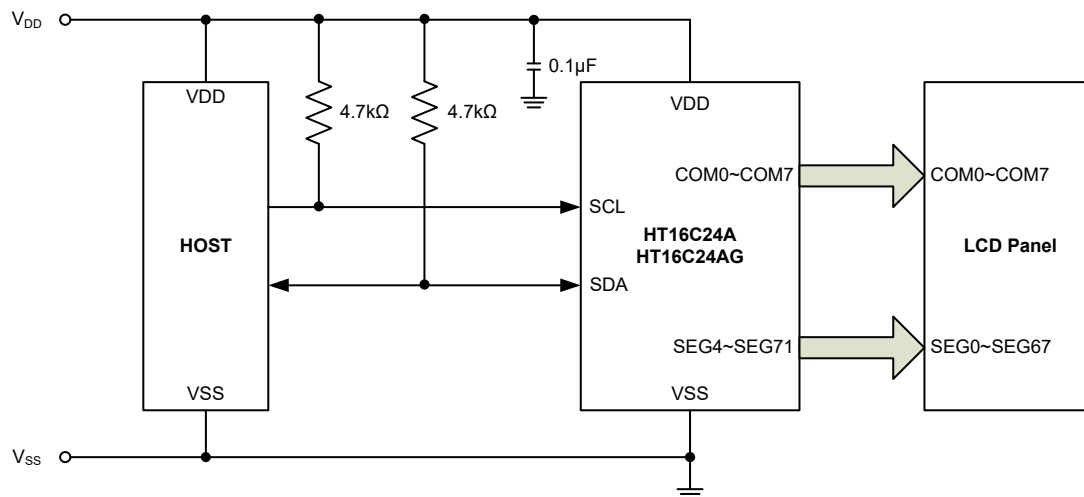 VDD
0.1µF
VDD
4.7kΩ
4.7kΩ
VDD
COM0~COM7
COM0~COM7
SCL
HOST
HT16C24A
HT16C24AG
LCD Panel
SDA
SEG4~SEG71
SEG0~SEG67
VSS
VSS
VSS